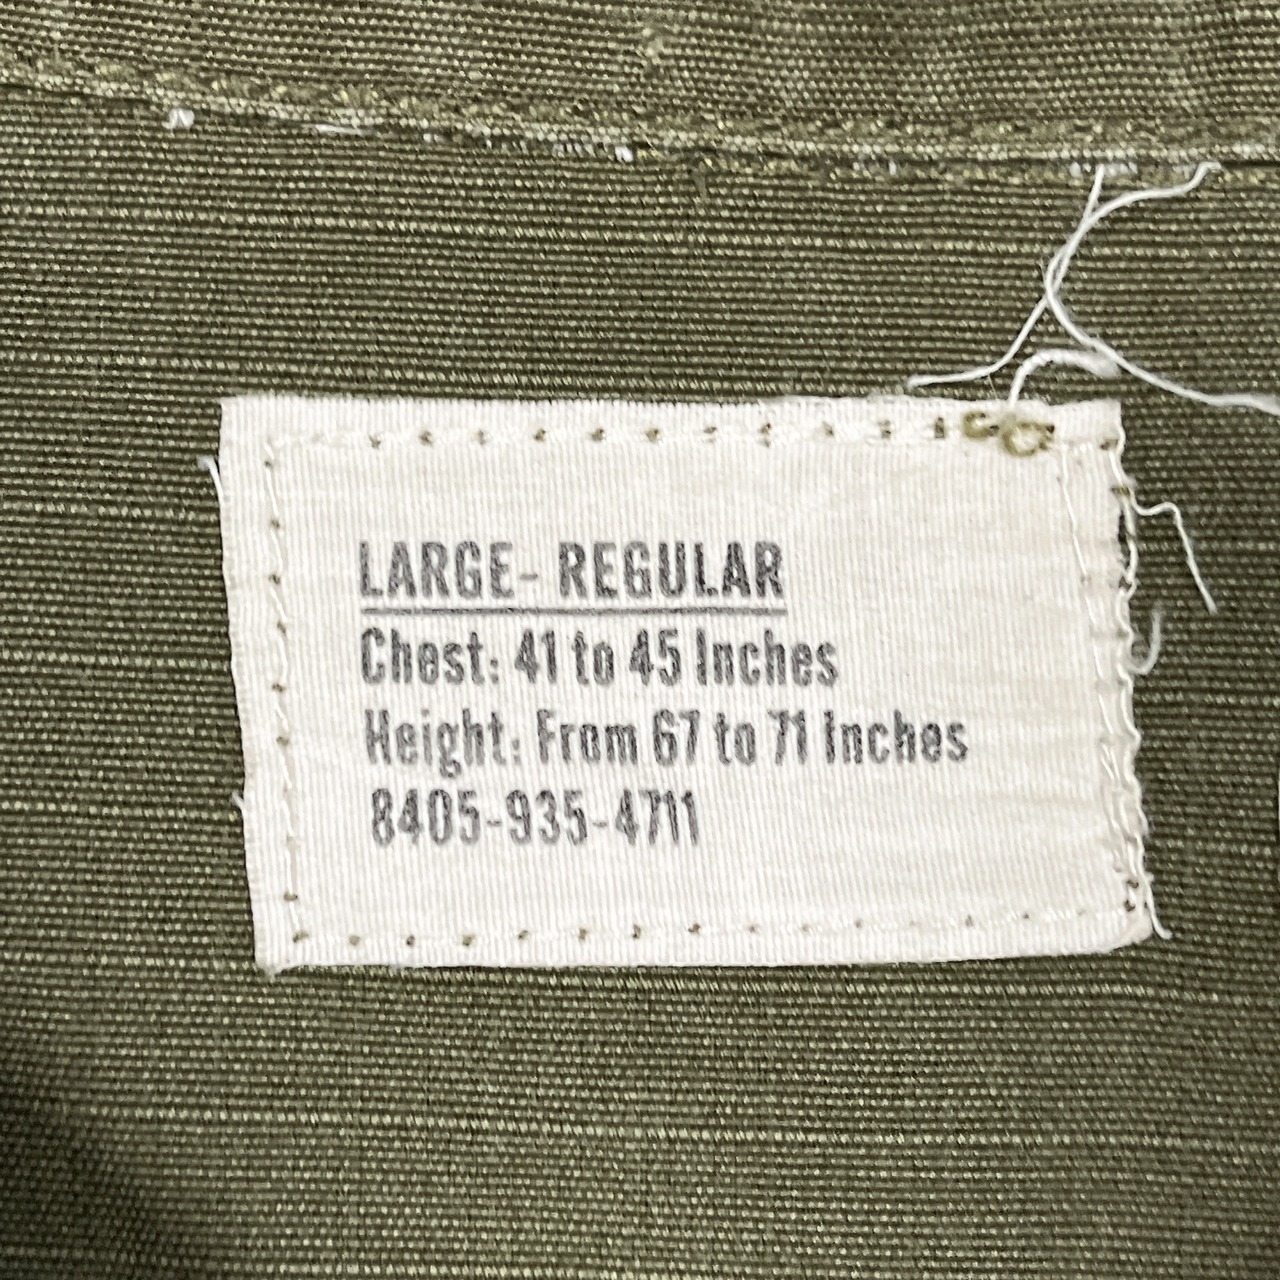 LARGE- REGULAR
Chest: 41 to 45 Inches
Height: From 67 to 71 Inches
8405-935-4711